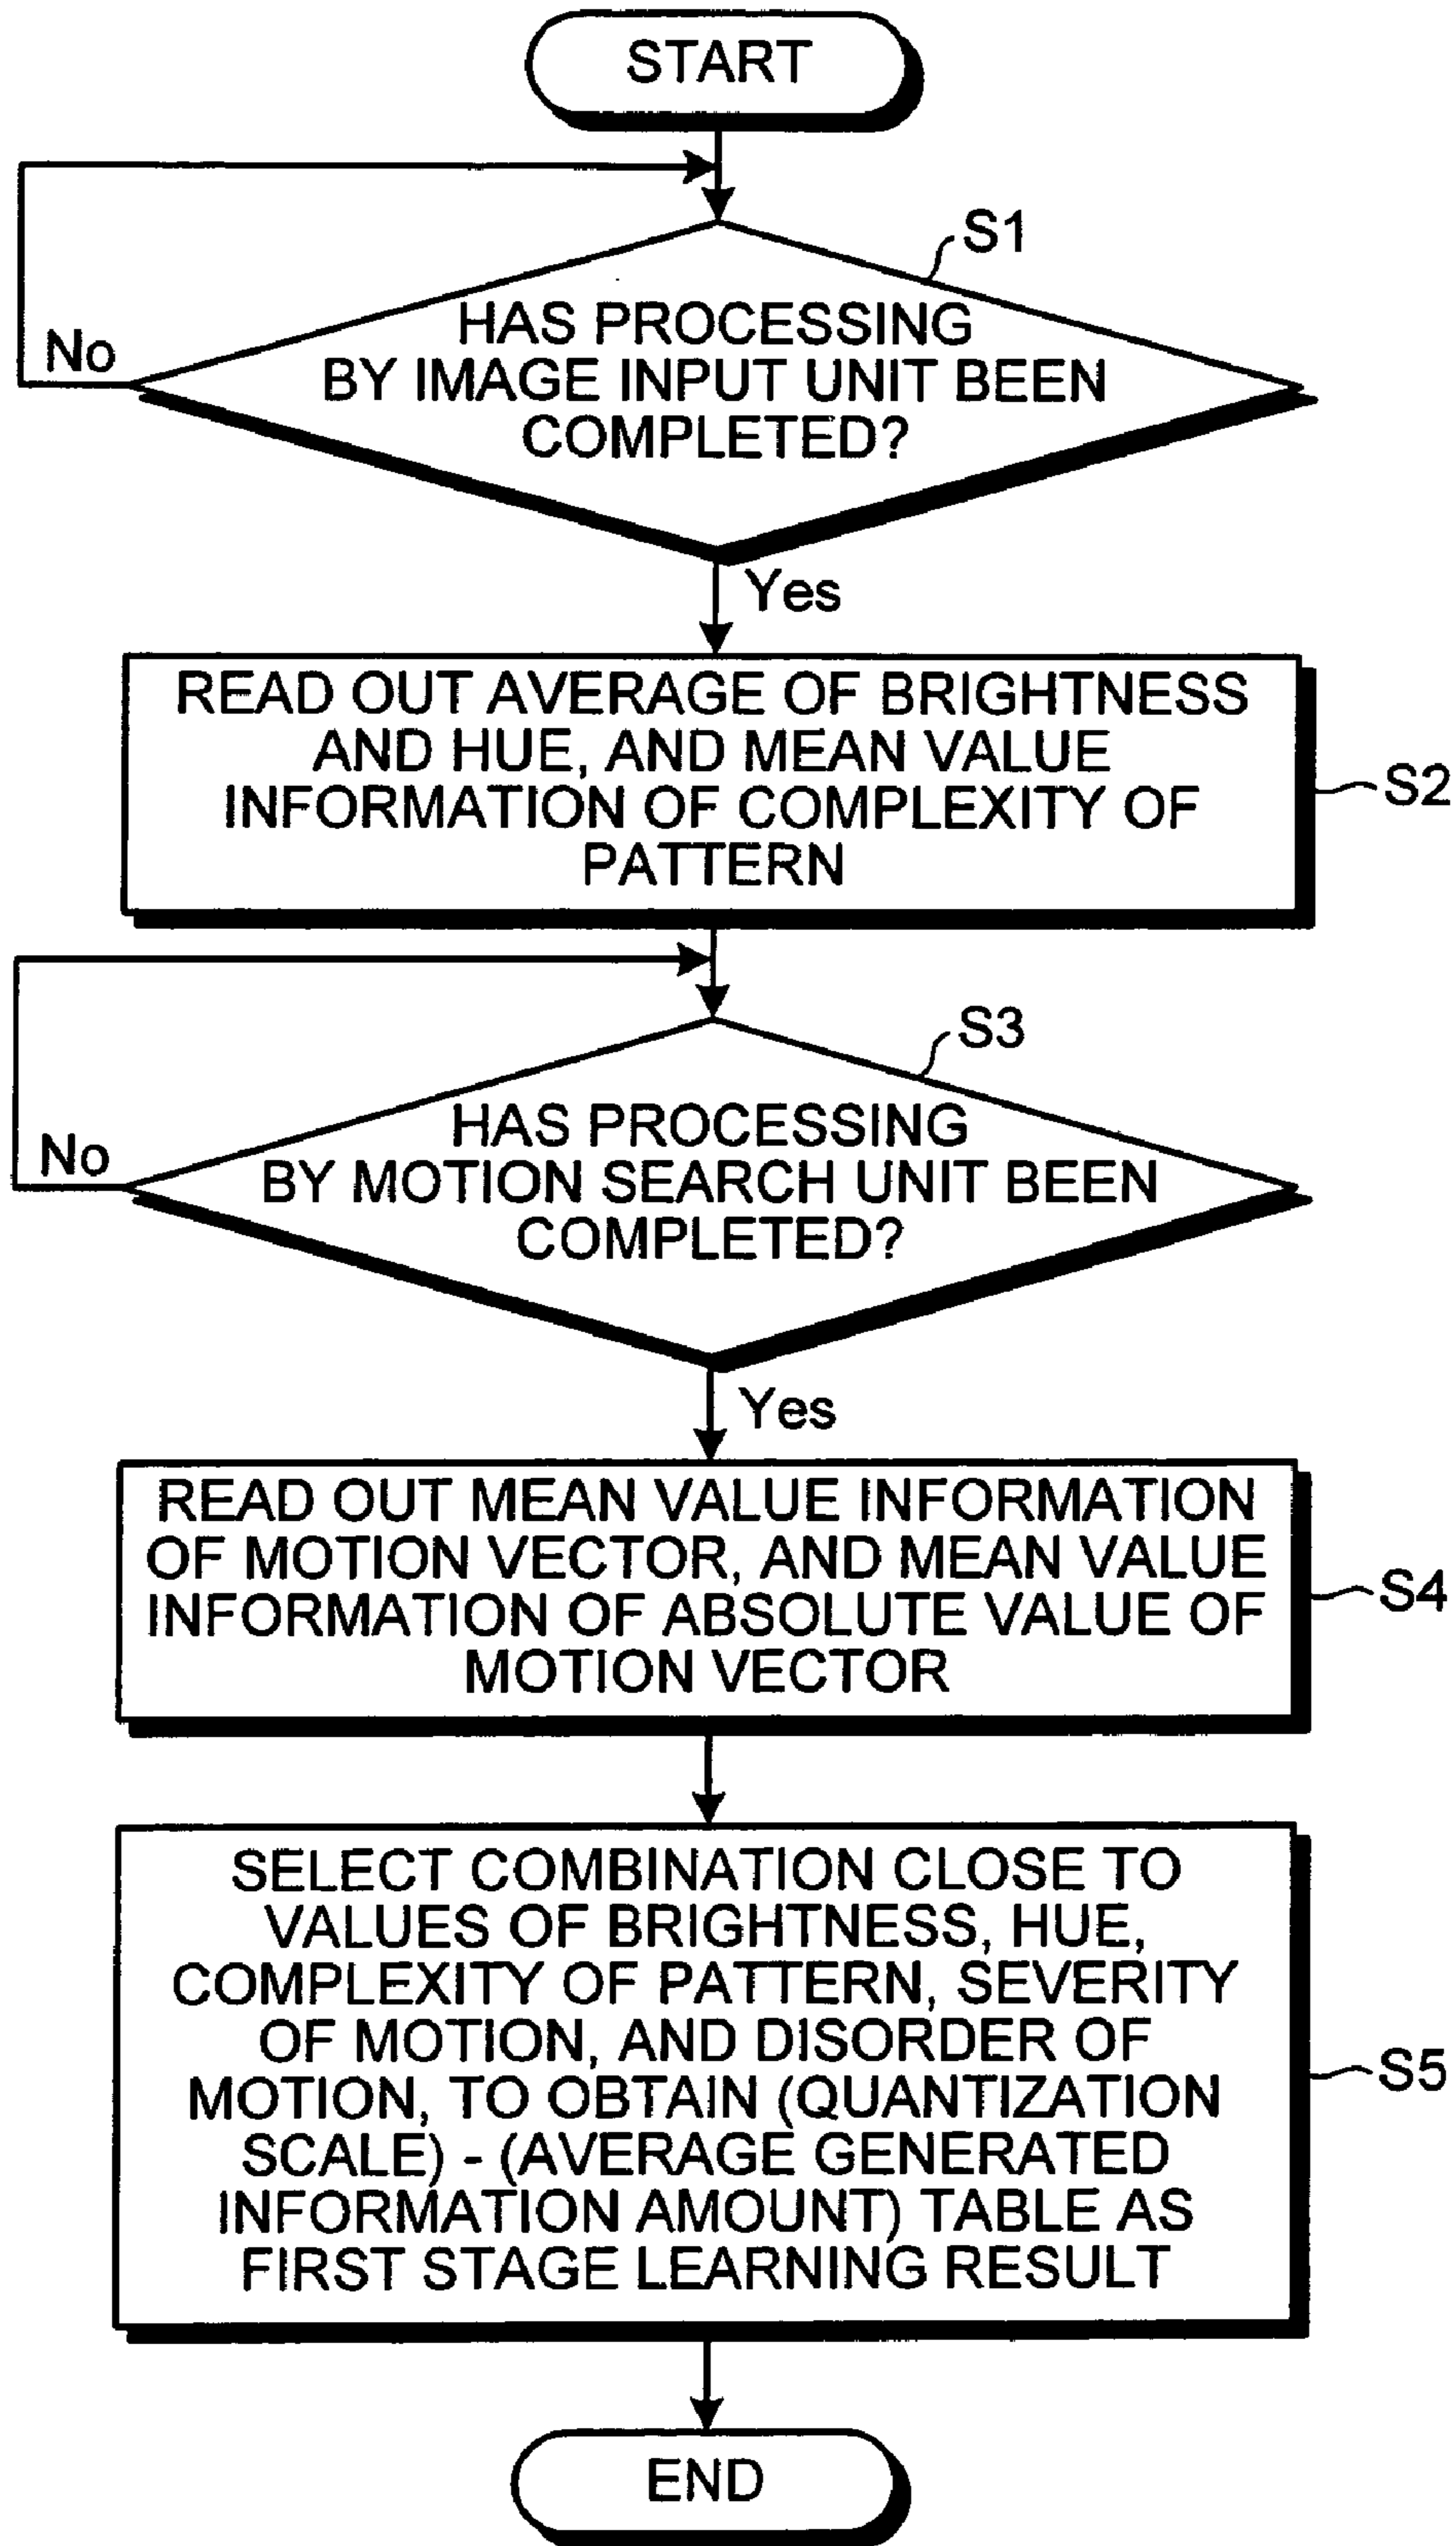 START
S1
HAS PROCESSING
BY IMAGE INPUT UNIT BEEN
COMPLETED?
No
Yes
READ OUT AVERAGE OF BRIGHTNESS
AND HUE, AND MEAN VALUE
INFORMATION OF COMPLEXITY OF
PATTERN
S2
S3
HAS PROCESSING
BY MOTION SEARCH UNIT BEEN
COMPLETED?
No
Yes
READ OUT MEAN VALUE INFORMATION
OF MOTION VECTOR, AND MEAN VALUE
INFORMATION OF ABSOLUTE VALUE OF
MOTION VECTOR
S4
SELECT COMBINATION CLOSE TO
VALUES OF BRIGHTNESS, HUE,
COMPLEXITY OF PATTERN, SEVERITY
OF MOTION, AND DISORDER OF
MOTION, TO OBTAIN (QUANTIZATION
SCALE) - (AVERAGE GENERATED
INFORMATION AMOUNT) TABLE AS
FIRST STAGE LEARNING RESULT
S5
END